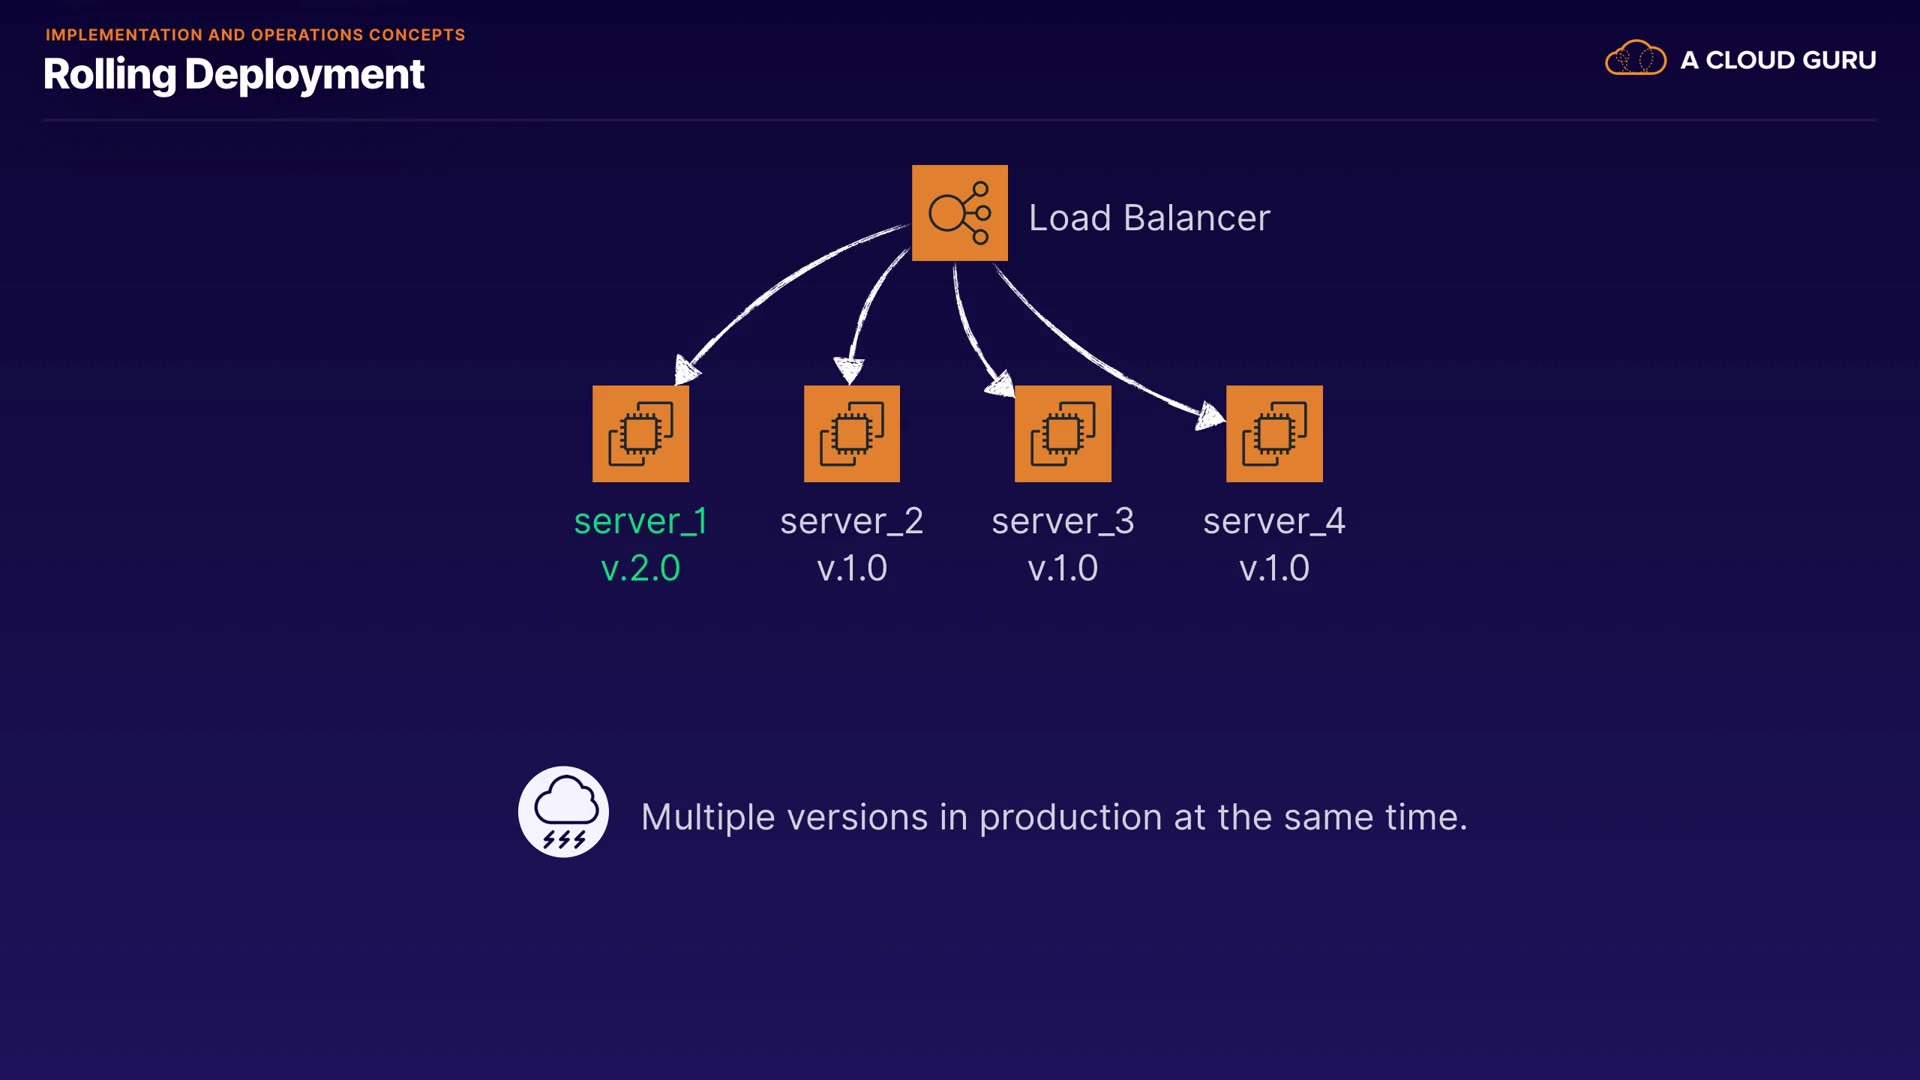 IMPLEMENTATION AND OPERATIONS CONCEPTS
Rolling Deployment
A CLOUD GURU
Load Balancer
server_1
v.2.0
server_2
v.1.0
server_3
v.1.0
server_4
v.1.0
Multiple versions in production at the same time.